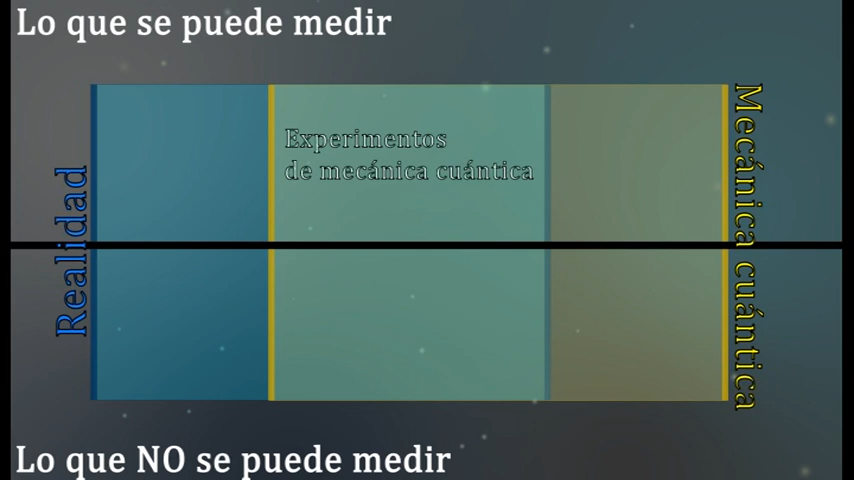 Lo que se puede medir
Experimentos
de mecánica cuántica
Realidad
Mecánica cuántica
Lo que NO se puede medir